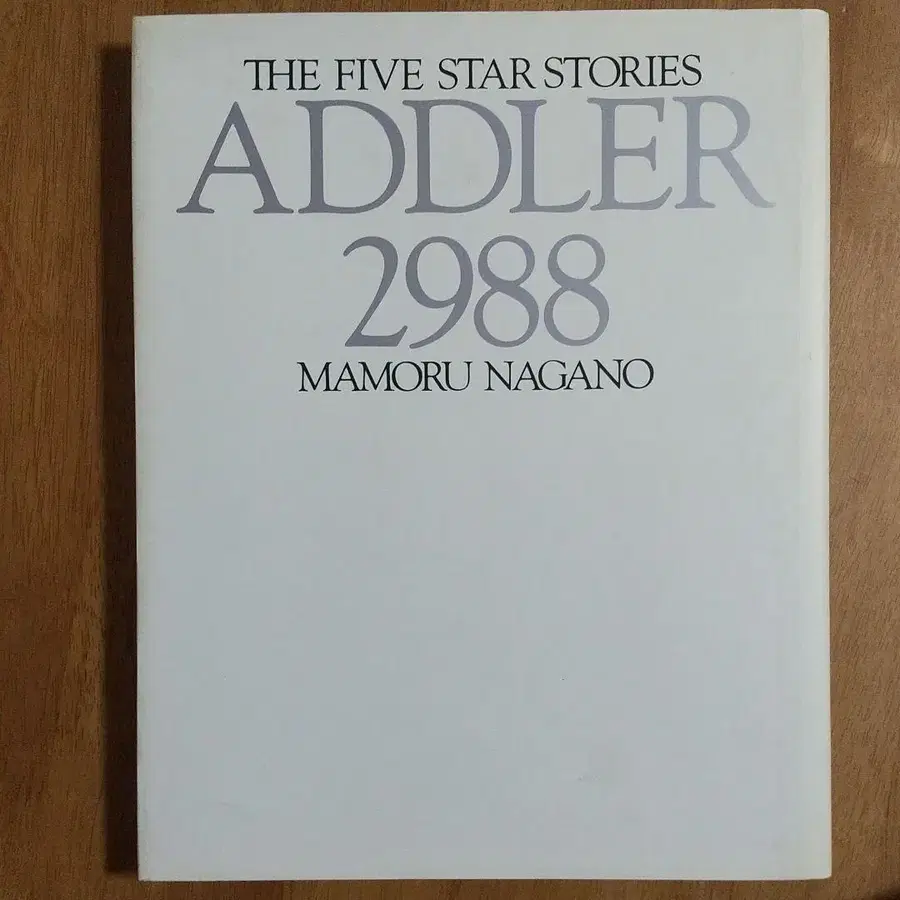 THE FIVE STAR STORIES
ADDLER
2988
MAMORU NAGANO